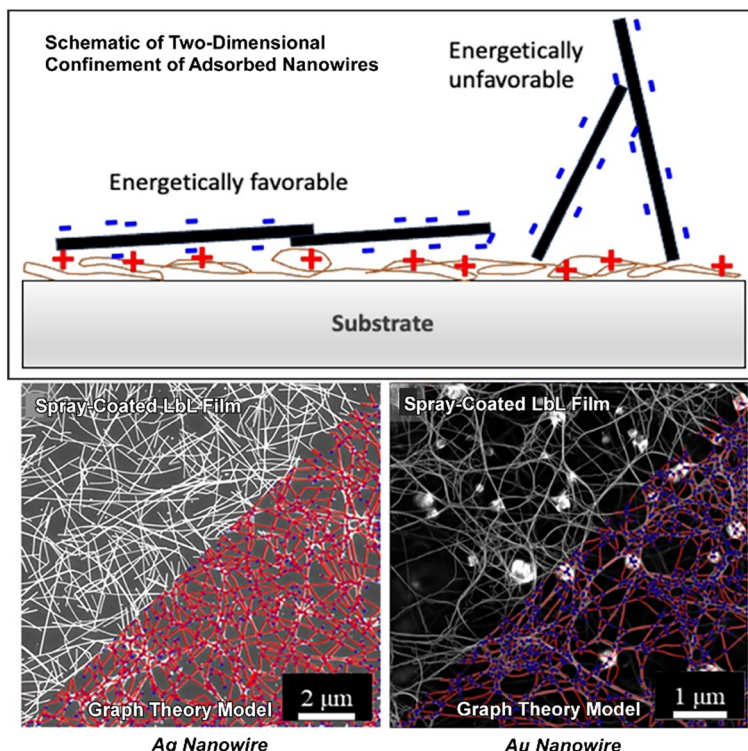 Schematic of Two-Dimensional
Confinement of Adsorbed Nanowires
Energetically
unfavorable
Energetically favorable
Substrate
Spray-Coated LbL Film
Spray-Coated LbL Film
2 μm
1 μm
Graph Theory Model
Graph Theory Model
Ag Nanowire
Au Nanowire